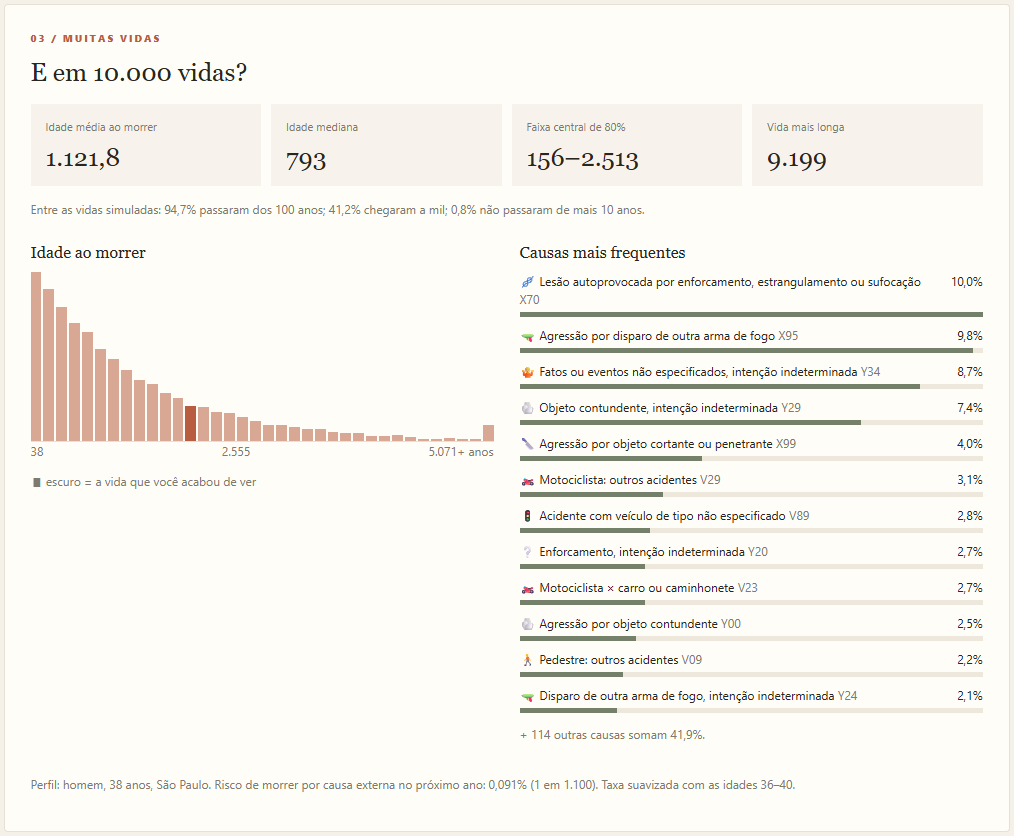 03 / MUITAS VIDAS
E em 10.000 vidas?
Idade média ao morrer
1.121,8
Idade mediana
793
Faixa central de 80%
156–2.513
Vida mais longa
9.199
Entre as vidas simuladas: 94,7% passaram dos 100 anos; 41,2% chegaram a mil; 0,8% não passaram de mais 10 anos.
Idade ao morrer
38
2.555
5.071+ anos
escuro = a vida que você acabou de ver
Causas mais frequentes
Lesão autoprovocada por enforcamento, estrangulamento ou sufocação 10,0%
X70
Agressão por disparo de outra arma de fogo X95 9,8%
Fatos ou eventos não especificados, intenção indeterminada Y34 8,7%
Objeto contundente, intenção indeterminada Y29 7,4%
Agressão por objeto cortante ou penetrante X99 4,0%
Motociclista: outros acidentes V29 3,1%
Acidente com veículo de tipo não especificado V89 2,8%
Enforcamento, intenção indeterminada Y20 2,7%
Motociclista × carro ou caminhonete V23 2,7%
Agressão por objeto contundente Y00 2,5%
Pedestre: outros acidentes V09 2,2%
Disparo de outra arma de fogo, intenção indeterminada Y24 2,1%
+ 114 outras causas somam 41,9%.
Perfil: homem, 38 anos, São Paulo. Risco de morrer por causa externa no próximo ano: 0,091% (1 em 1.100). Taxa suavizada com as idades 36–40.